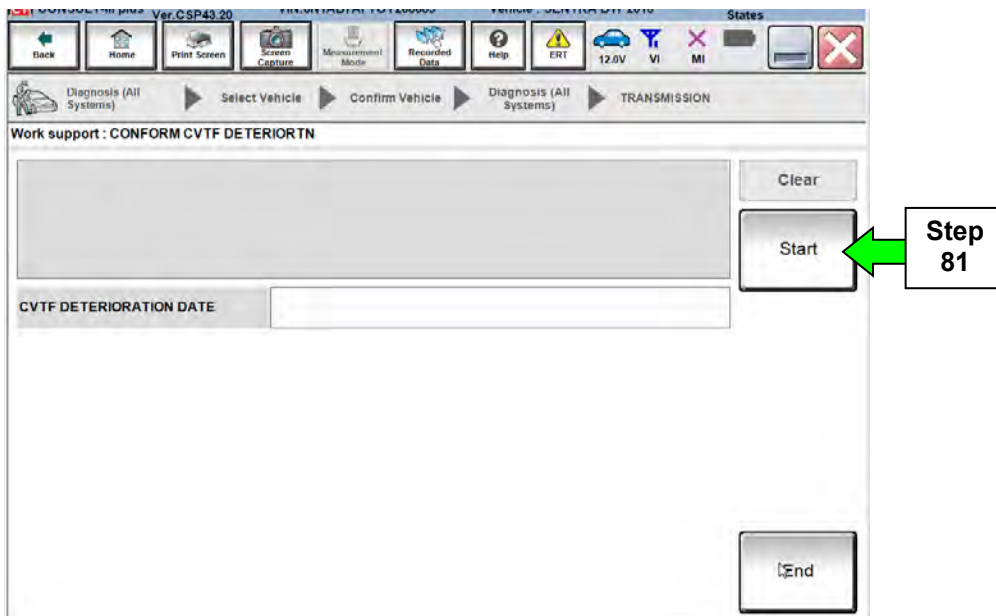 Ver.CSP43.20
States
Back
Home
Print Screen
Screen Capture
Measurement Mode
Recorded Data
Help
ERT
12.0V
VI
MI
Diagnosis (All Systems)
Select Vehicle
Confirm Vehicle
Diagnosis (All Systems)
TRANSMISSION
Work support : CONFORM CVTF DETERIORTN
Clear
Start
Step
81
CVTF DETERIORATION DATE
End